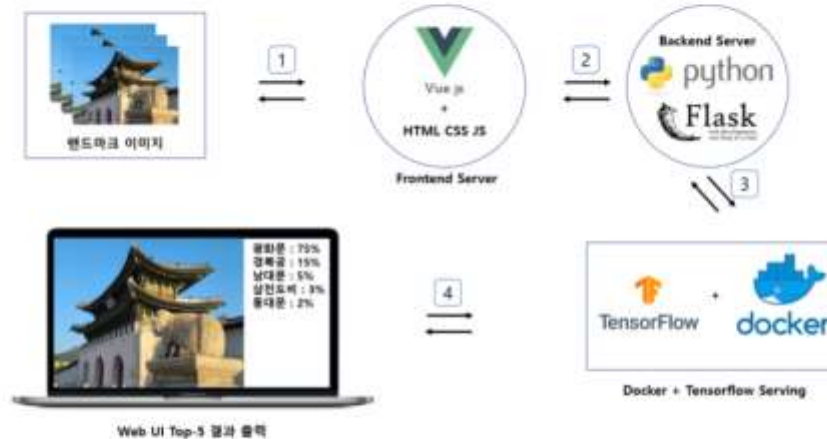 1
2
Vue js
+
HTML CSS JS
Backend Server
python
Flask
랜드마크 이미지
Frontend Server
3
광화문 : 75%
경복궁 : 15%
남대문 : 5%
삼전도비 : 3%
동대문 : 2%
4
TensorFlow
+
docker
Docker + Tensorflow Serving
Web UI Top-5 결과 출력